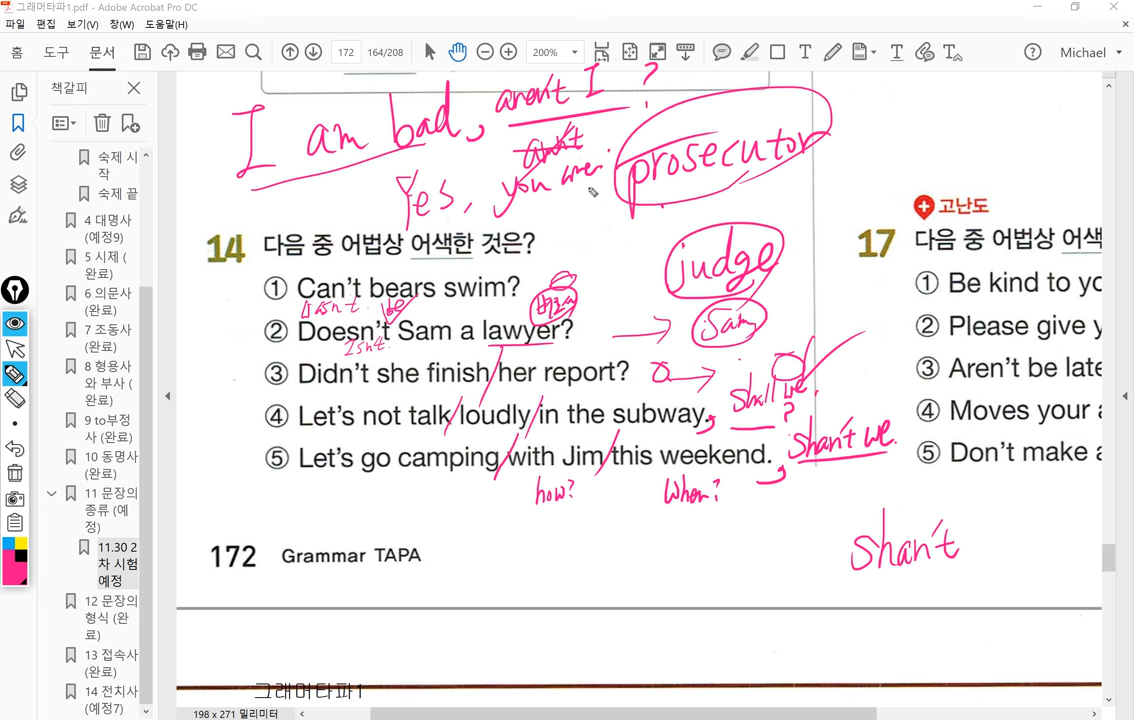 그래머타파1.pdf - Adobe Acrobat Pro DC
파일 편집 보기(V) 창(W) 도움말(H)
홈 도구 문서 172 164/208 200% Michael
책갈피
숙제 시작
숙제 끝
4 대명사 (예정9)
5 시제 (완료)
6 의문사 (완료)
7 조동사 (완료)
8 형용사와 부사 (완료)
9 to부정사 (완료)
10 동명사 (완료)
11 문장의 종류 (예정)
11.30 2차 시험 예정
12 문장의 형식 (완료)
13 접속사 (완료)
14 전치사 (예정7)
I am bad, aren't I ?
Yes, you are.
prosecutor
14 다음 중 어법상 어색한 것은?
judge
① Can't bears swim?
be
② Doesn't Sam a lawyer?
Isn't
Sam
③ Didn't she finish her report?
④ Let's not talk loudly in the subway.
, shall we?
⑤ Let's go camping with Jim this weekend.
, shan't we.
how? When?
shan't
172 Grammar TAPA
고난도
17 다음 중 어법상 어색
① Be kind to yo
② Please give y
③ Aren't be late
④ Moves your a
⑤ Don't make a
그래머타파1
198 x 271 밀리미터